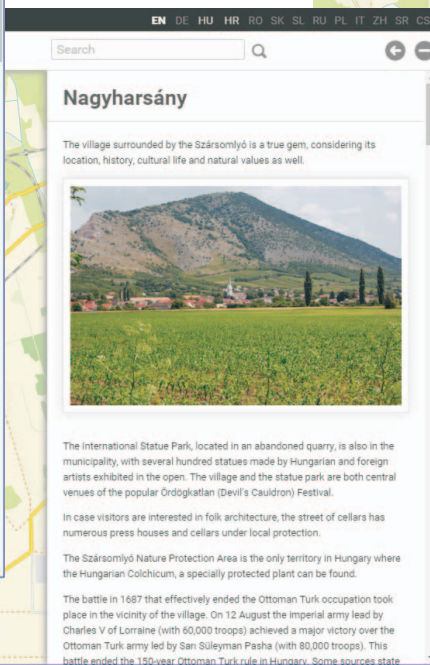 EN DE HU HR RO SK SL RU PL IT ZH SR CS
Search
Nagyharsány
The village surrounded by the Szársomlyó is a true gem, considering its
location, history, cultural life and natural values as well.
The International Statue Park, located in an abandoned quarry, is also in the
municipality, with several hundred statues made by Hungarian and foreign
artists exhibited in the open. The village and the statue park are both central
venues of the popular Ördögkatlan (Devil's Cauldron) Festival.
In case visitors are interested in folk architecture, the street of cellars has
numerous press houses and cellars under local protection.
The Szársomlyó Nature Protection Area is the only territory in Hungary where
the Hungarian Colchicum, a specially protected plant can be found.
The battle in 1687 that effectively ended the Ottoman Turk occupation took
place in the vicinity of the village. On 12 August the imperial army lead by
Charles V of Lorraine (with 60,000 troops) achieved a major victory over the
Ottoman Turk army led by Sarı Süleyman Pasha (with 80,000 troops). This
battle ended the 150-year Ottoman Turk rule in Hungary. Some sources state